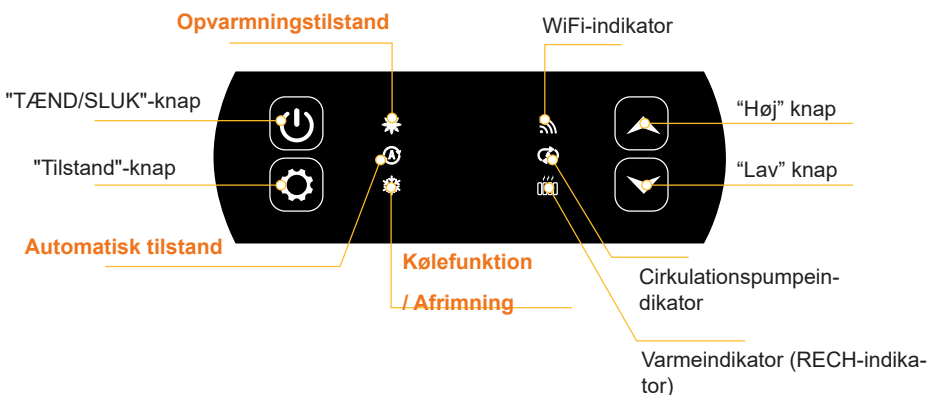 Opvarmningstilstand
WiFi-indikator
"TÆND/SLUK"-knap
“Høj” knap
"Tilstand"-knap
A
“Lav” knap
Automatisk tilstand
Kølefunktion
/ Afrimning
Cirkulationspumpein-
dikator
Varmeindikator (RECH-indika-
tor)